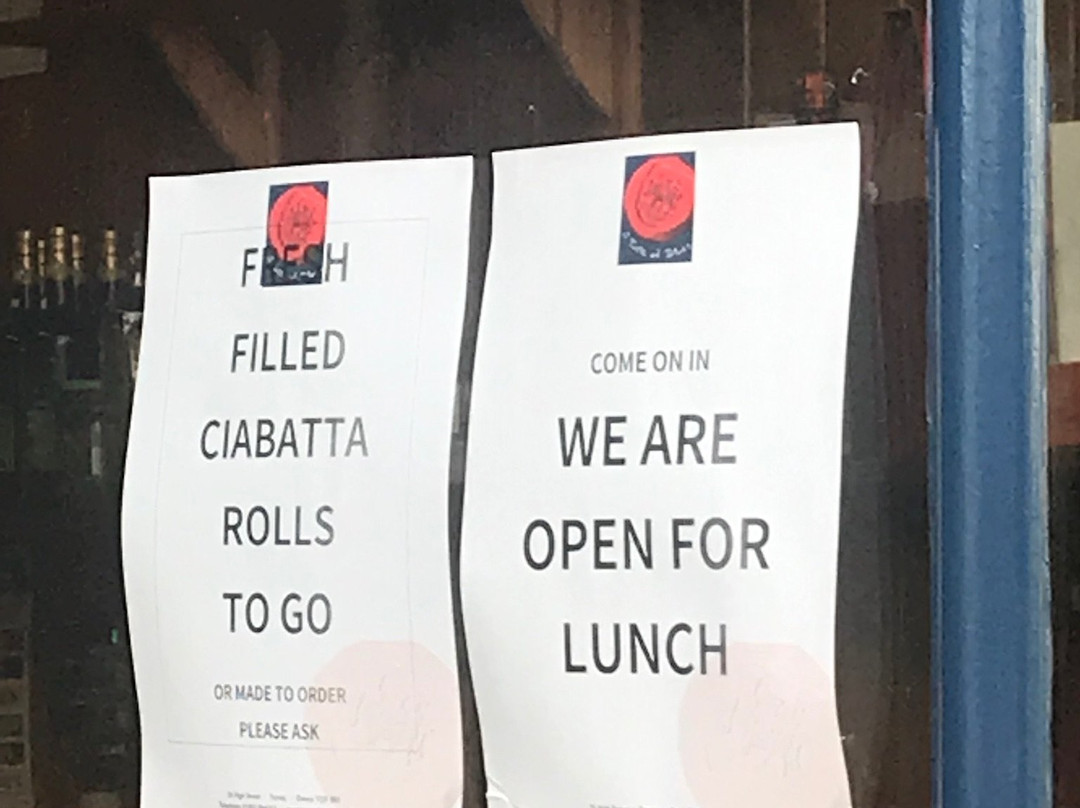 FRESH
FILLED
CIABATTA
ROLLS
TO GO
OR MADE TO ORDER
PLEASE ASK
COME ON IN
WE ARE
OPEN FOR
LUNCH